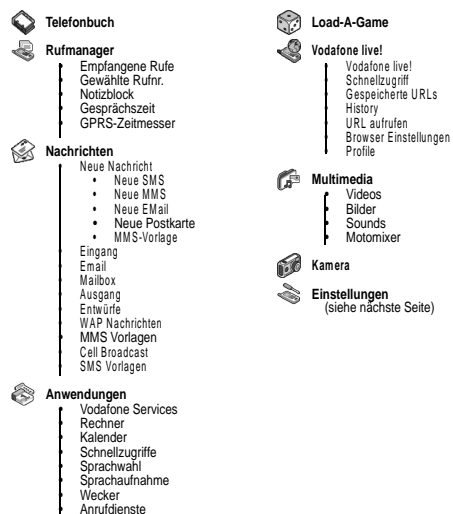 Telefonbuch
Rufmanager
• Empfangene Rufe
• Gewählte Rufnr.
• Notizblock
• Gesprächszeit
• GPRS-Zeitmesser
Nachrichten
• Neue Nachricht
• Neue SMS
• Neue MMS
• Neue EMail
• Neue Postkarte
• MMS-Vorlage
• Eingang
• Email
• Mailbox
• Ausgang
• Entwürfe
• WAP Nachrichten
• MMS Vorlagen
• Cell Broadcast
• SMS Vorlagen
Anwendungen
• Vodafone Services
• Rechner
• Kalender
• Schnellzugriffe
• Sprachwahl
• Sprachaufnahme
• Wecker
• Anrufdienste
Load-A-Game
Vodafone live!
• Vodafone live!
• Schnellzugriff
• Gespeicherte URLs
• History
• URL aufrufen
• Browser Einstellungen
• Profile
Multimedia
• Videos
• Bilder
• Sounds
• Motomixer
Kamera
Einstellungen
(siehe nächste Seite)